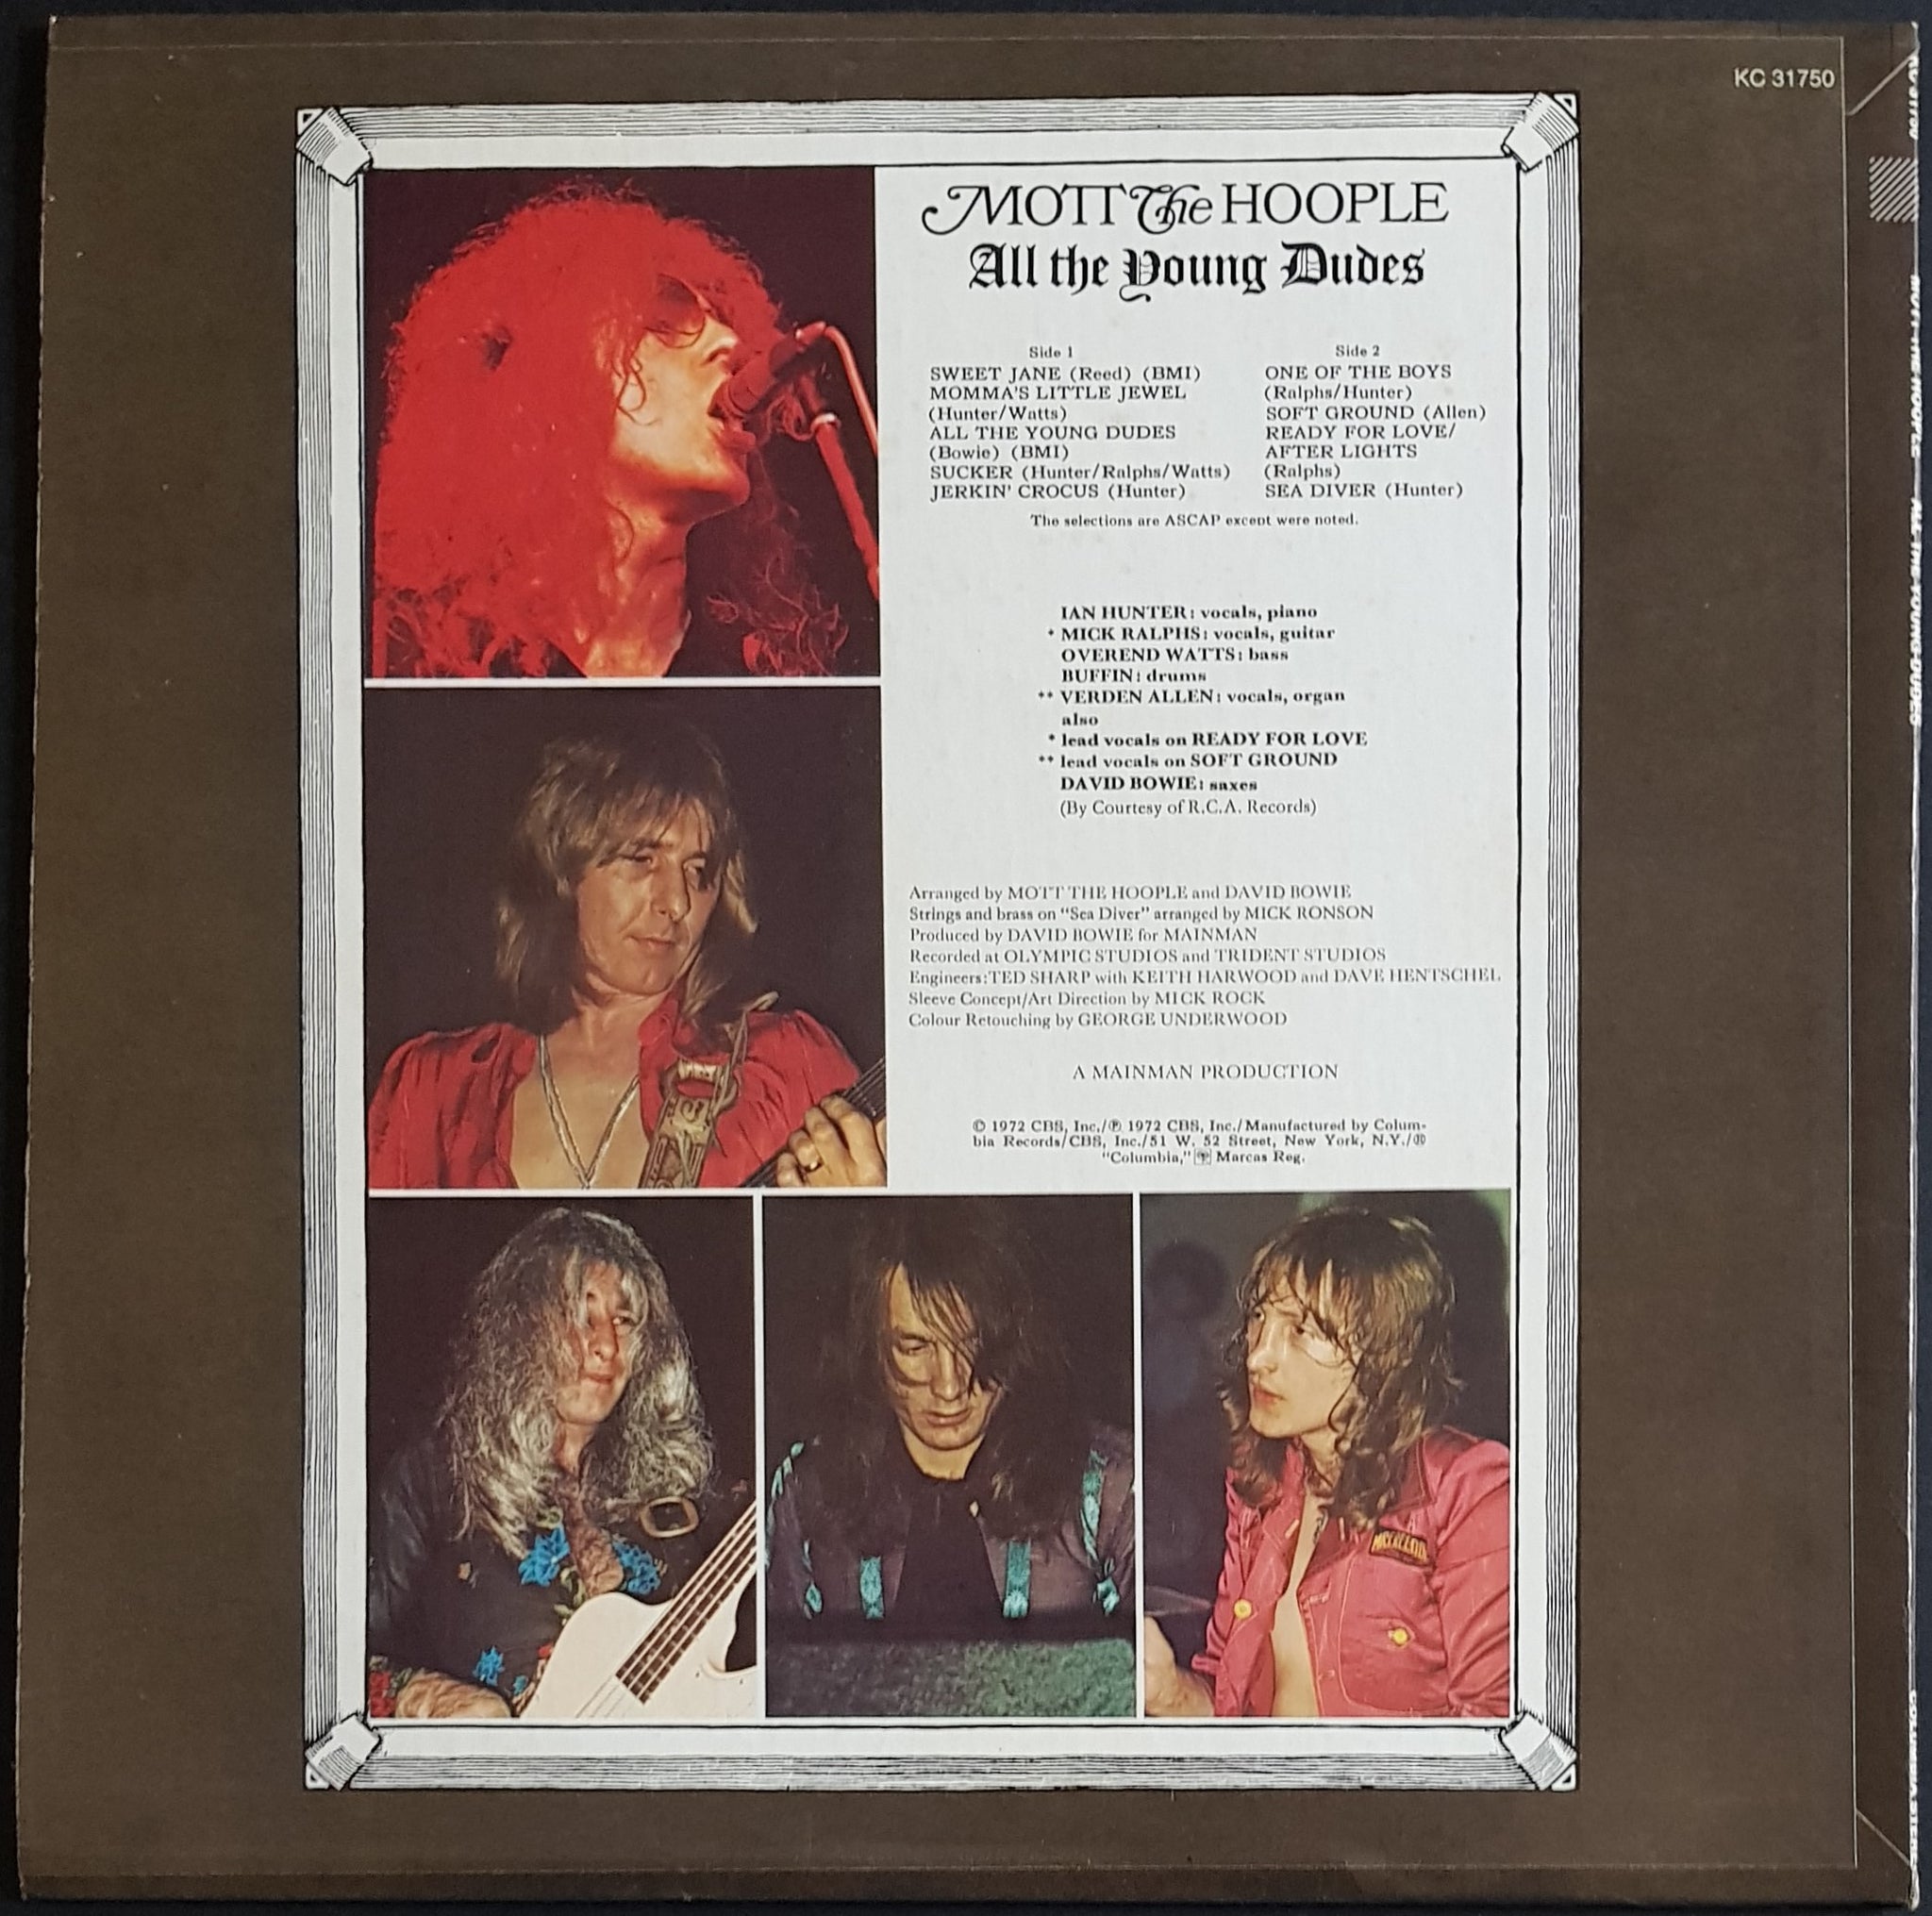 KC 31750
MOTT The HOOPLE
All the Young Dudes
Side 1
SWEET JANE (Reed) (BMI)
MOMMA'S LITTLE JEWEL
(Hunter/Watts)
ALL THE YOUNG DUDES
(Bowie) (BMI)
SUCKER (Hunter/Ralphs/Watts)
JERKIN' CROCUS (Hunter)
Side 2
ONE OF THE BOYS
(Ralphs/Hunter)
SOFT GROUND (Allen)
READY FOR LOVE/
AFTER LIGHTS
(Ralphs)
SEA DIVER (Hunter)
The selections are ASCAP except were noted.
IAN HUNTER: vocals, piano
* MICK RALPHS: vocals, guitar
OVEREND WATTS: bass
BUFFIN: drums
** VERDEN ALLEN: vocals, organ
also
* lead vocals on READY FOR LOVE
** lead vocals on SOFT GROUND
DAVID BOWIE: saxes
(By Courtesy of R.C.A. Records)
Arranged by MOTT THE HOOPLE and DAVID BOWIE
Strings and brass on "Sea Diver" arranged by MICK RONSON
Produced by DAVID BOWIE for MAINMAN
Recorded at OLYMPIC STUDIOS and TRIDENT STUDIOS
Engineers: TED SHARP with KEITH HARWOOD and DAVE HENTSCHEL
Sleeve Concept/Art Direction by MICK ROCK
Colour Retouching by GEORGE UNDERWOOD
A MAINMAN PRODUCTION
© 1972 CBS, Inc./℗ 1972 CBS, Inc./Manufactured by Colum-
bia Records/CBS, Inc./51 W. 52 Street, New York, N.Y./®
"Columbia," Marcas Reg.
KC 31750
MOTT THE HOOPLE
ALL THE YOUNG DUDES